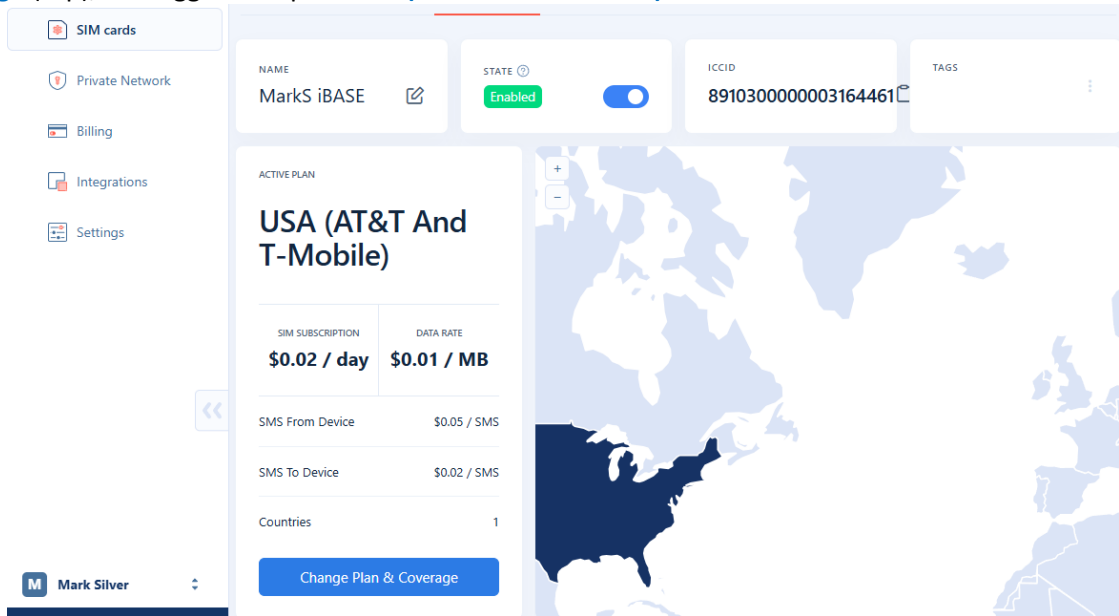 SIM cards
Private Network
Billing
Integrations
Settings
M Mark Silver
NAME
MarkS iBASE
STATE ?
Enabled
ICCID
8910300000003164461
TAGS
ACTIVE PLAN
USA (AT&T And
T-Mobile)
SIM SUBSCRIPTION
$0.02 / day
DATA RATE
$0.01 / MB
SMS From Device $0.05 / SMS
SMS To Device $0.02 / SMS
Countries 1
Change Plan & Coverage
+
−